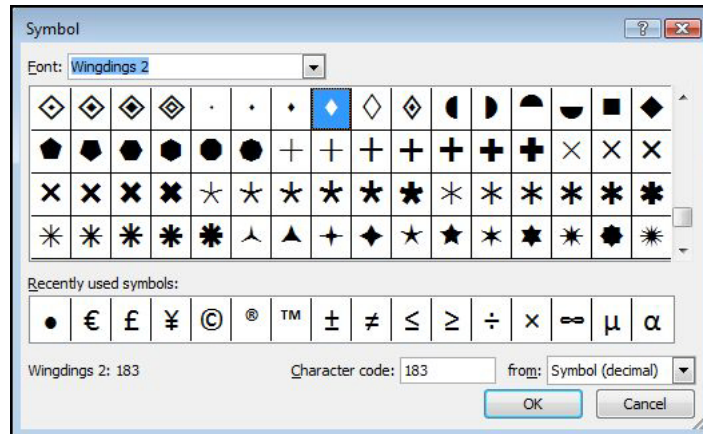 Symbol
Font: Wingdings 2
Recently used symbols:
● € £ ¥ © ® ™ ± ≠ ≤ ≥ ÷ × ∞ µ α
Wingdings 2: 183 Character code: 183 from: Symbol (decimal)
OK Cancel